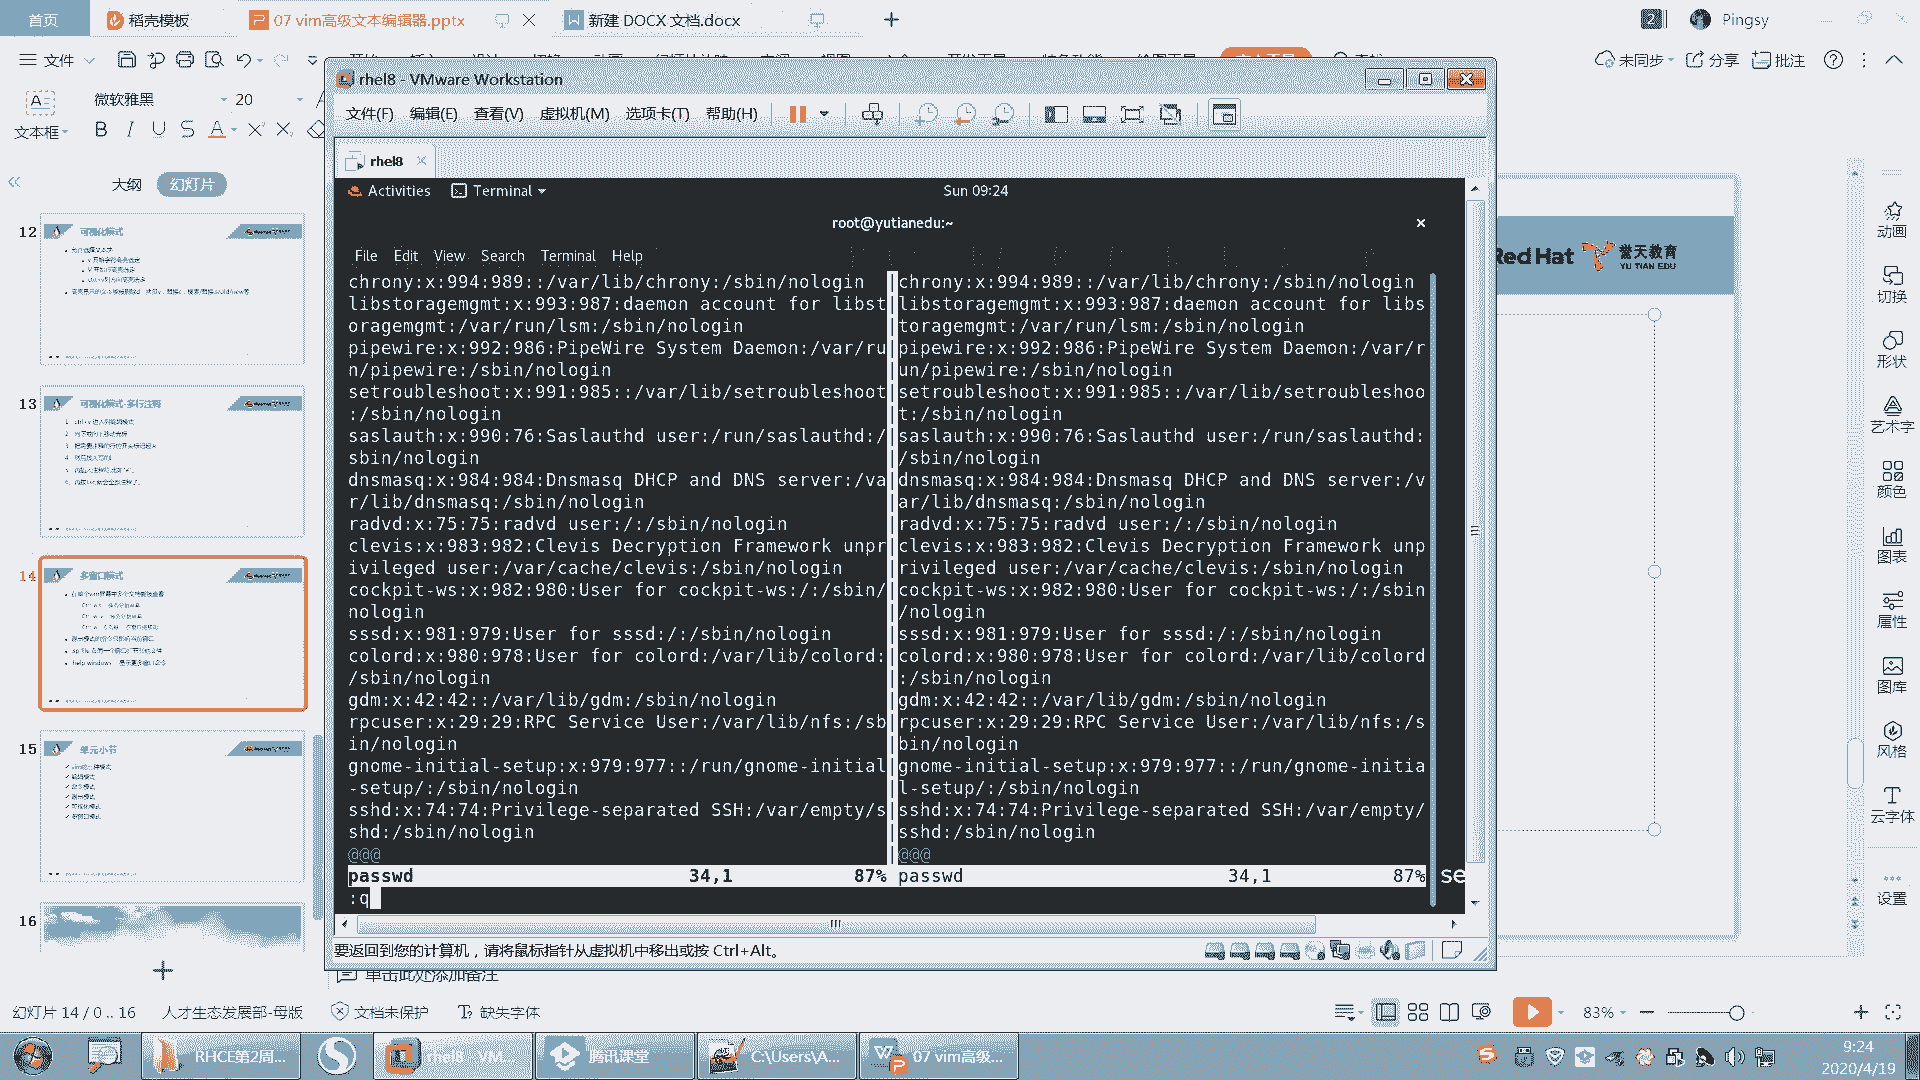 首页
稻壳模板
07 vim高级文本编辑器.pptx
新建 DOCX 文档.docx
2
Pingsy
文件
未同步
分享
批注
微软雅黑
20
文本框
B I U S A X² X₂
rhel8 - VMware Workstation
文件(F) 编辑(E) 查看(V) 虚拟机(M) 选项卡(T) 帮助(H)
rhel8
Activities
Terminal
Sun 09:24
root@yutianedu:~
File Edit View Search Terminal Help
chrony:x:994:989::/var/lib/chrony:/sbin/nologin
libstoragemgmt:x:993:987:daemon account for libst
oragemgmt:/var/run/lsm:/sbin/nologin
pipewire:x:992:986:PipeWire System Daemon:/var/ru
n/pipewire:/sbin/nologin
setroubleshoot:x:991:985::/var/lib/setroubleshoot
:/sbin/nologin
saslauth:x:990:76:Saslauthd user:/run/saslauthd:/
sbin/nologin
dnsmasq:x:984:984:Dnsmasq DHCP and DNS server:/va
r/lib/dnsmasq:/sbin/nologin
radvd:x:75:75:radvd user:/:/sbin/nologin
clevis:x:983:982:Clevis Decryption Framework unpr
ivileged user:/var/cache/clevis:/sbin/nologin
cockpit-ws:x:982:980:User for cockpit-ws:/:/sbin/
nologin
sssd:x:981:979:User for sssd:/:/sbin/nologin
colord:x:980:978:User for colord:/var/lib/colord:
/sbin/nologin
gdm:x:42:42::/var/lib/gdm:/sbin/nologin
rpcuser:x:29:29:RPC Service User:/var/lib/nfs:/sb
in/nologin
gnome-initial-setup:x:979:977::/run/gnome-initial
-setup/:/sbin/nologin
sshd:x:74:74:Privilege-separated SSH:/var/empty/s
shd:/sbin/nologin
@@@
passwd 34,1 87%
chrony:x:994:989::/var/lib/chrony:/sbin/nologin
libstoragemgmt:x:993:987:daemon account for libs
toragemgmt:/var/run/lsm:/sbin/nologin
pipewire:x:992:986:PipeWire System Daemon:/var/r
un/pipewire:/sbin/nologin
setroubleshoot:x:991:985::/var/lib/setroubleshoo
t:/sbin/nologin
saslauth:x:990:76:Saslauthd user:/run/saslauthd:
/sbin/nologin
dnsmasq:x:984:984:Dnsmasq DHCP and DNS server:/v
ar/lib/dnsmasq:/sbin/nologin
radvd:x:75:75:radvd user:/:/sbin/nologin
clevis:x:983:982:Clevis Decryption Framework unp
rivileged user:/var/cache/clevis:/sbin/nologin
cockpit-ws:x:982:980:User for cockpit-ws:/:/sbin
/nologin
sssd:x:981:979:User for sssd:/:/sbin/nologin
colord:x:980:978:User for colord:/var/lib/colord
:/sbin/nologin
gdm:x:42:42::/var/lib/gdm:/sbin/nologin
rpcuser:x:29:29:RPC Service User:/var/lib/nfs:/s
bin/nologin
gnome-initial-setup:x:979:977::/run/gnome-initia
l-setup/:/sbin/nologin
sshd:x:74:74:Privilege-separated SSH:/var/empty/
sshd:/sbin/nologin
@@@
passwd 34,1 87%
se
:q
要返回到您的计算机，请将鼠标指针从虚拟机中移出或按 Ctrl+Alt。
大纲
幻灯片
12
可视化模式
13
可视化模式-多行注释
14
多窗口模式
15
单元小节
16
Red Hat
誉天教育
YU TIAN EDU
动画
切换
形状
艺术字
颜色
图表
属性
图库
风格
云字体
设置
单击此处添加备注
幻灯片 14 / 0 .. 16
人才生态发展部-母版
文档未保护
缺失字体
83%
RHCE第2周...
rhel8 - VM...
腾讯课堂
C:\Users\A...
07 vim高级...
9:24
2020/4/19